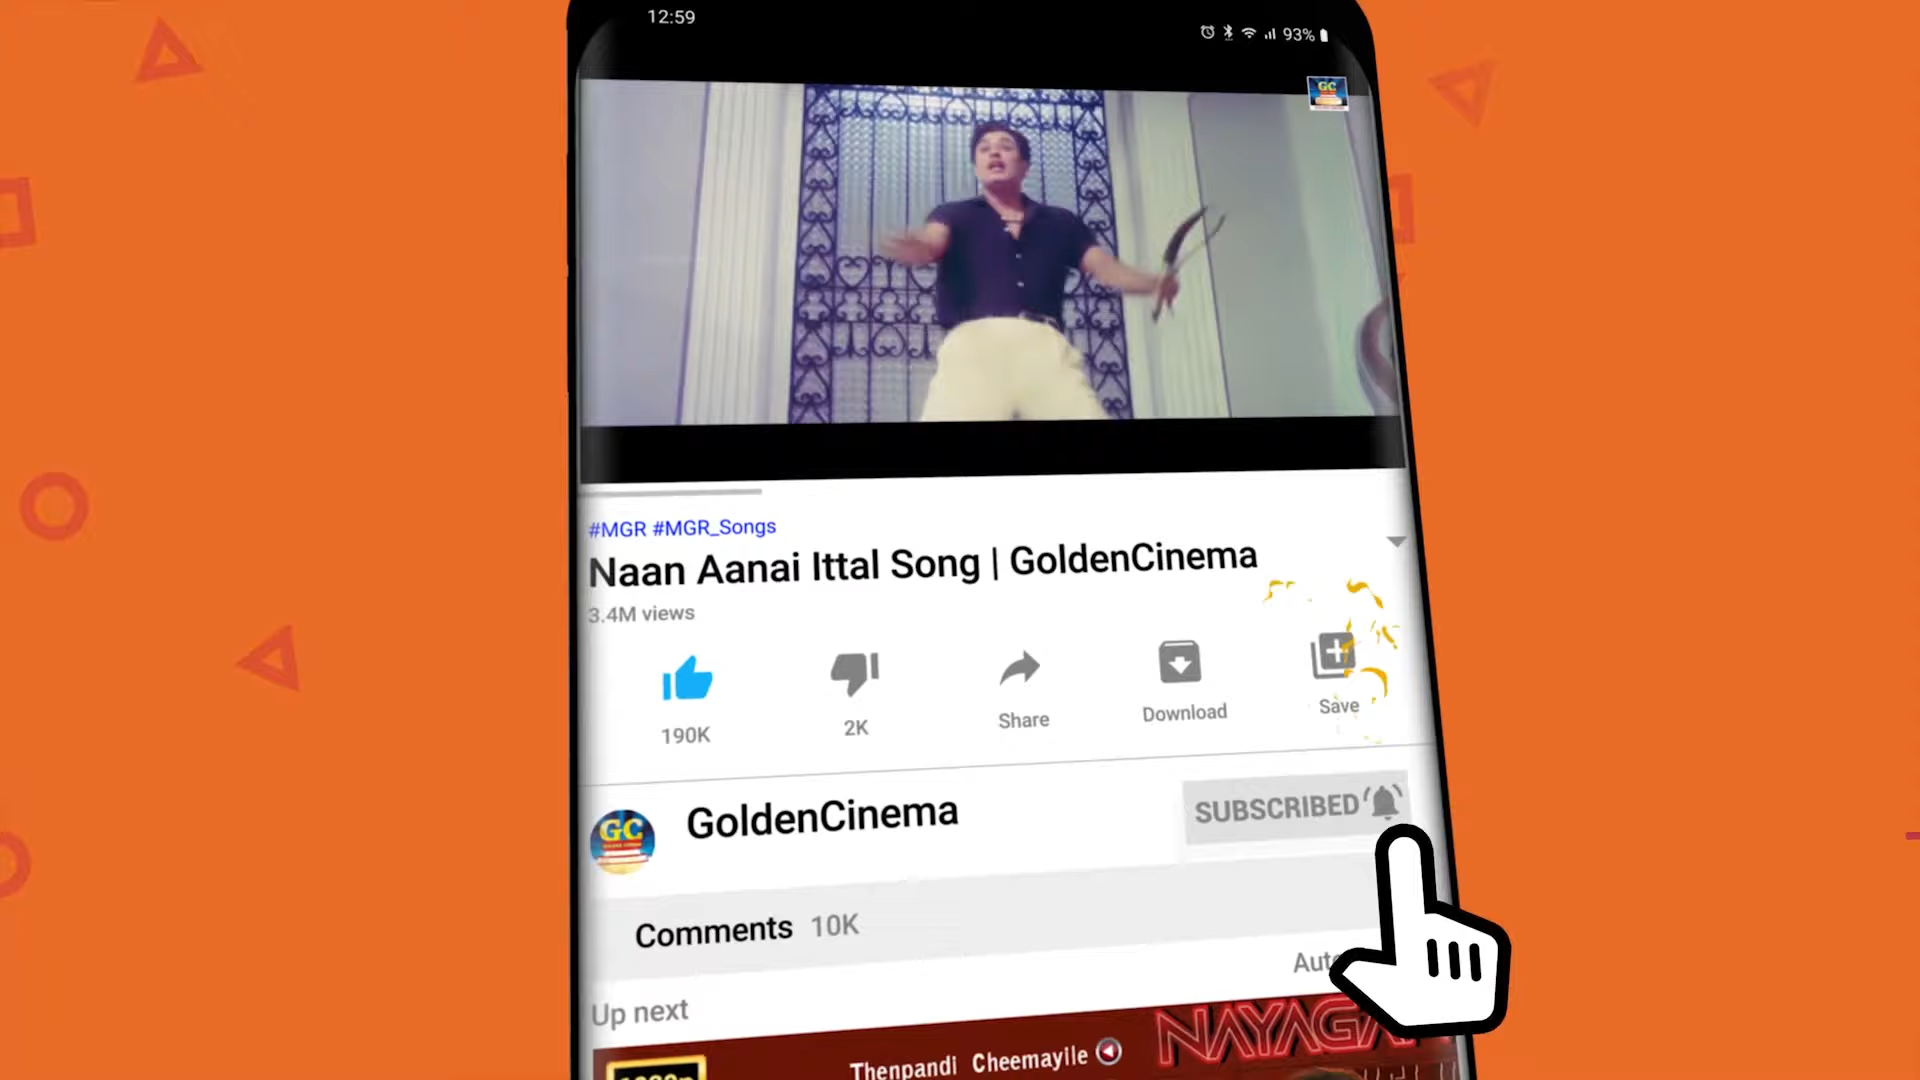 12:59
93%
GC
#MGR #MGR_Songs
Naan Aanai Ittal Song | GoldenCinema
3.4M views
190K
2K
Share
Download
Save
GC
GoldenCinema
SUBSCRIBED
Comments 10K
Up next
Thenpandi Cheemayile